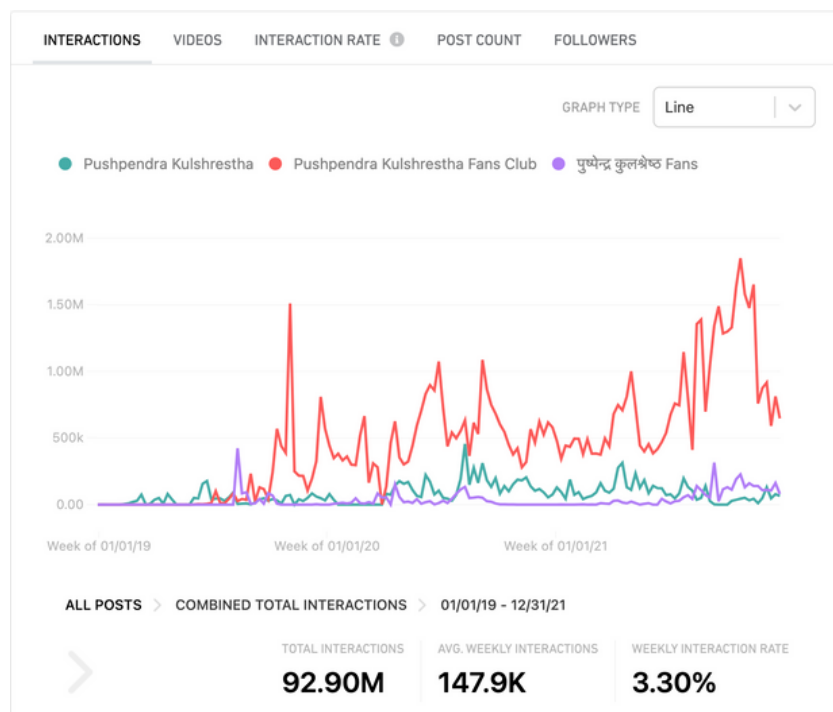 INTERACTIONS VIDEOS INTERACTION RATE POST COUNT FOLLOWERS
GRAPH TYPE Line
Pushpendra Kulshrestha Pushpendra Kulshrestha Fans Club पुष्पेन्द्र कुलश्रेष्ठ Fans
2.00M
1.50M
1.00M
500k
0.00
Week of 01/01/19 Week of 01/01/20 Week of 01/01/21
ALL POSTS COMBINED TOTAL INTERACTIONS 01/01/19 - 12/31/21
TOTAL INTERACTIONS AVG. WEEKLY INTERACTIONS WEEKLY INTERACTION RATE
92.90M 147.9K 3.30%